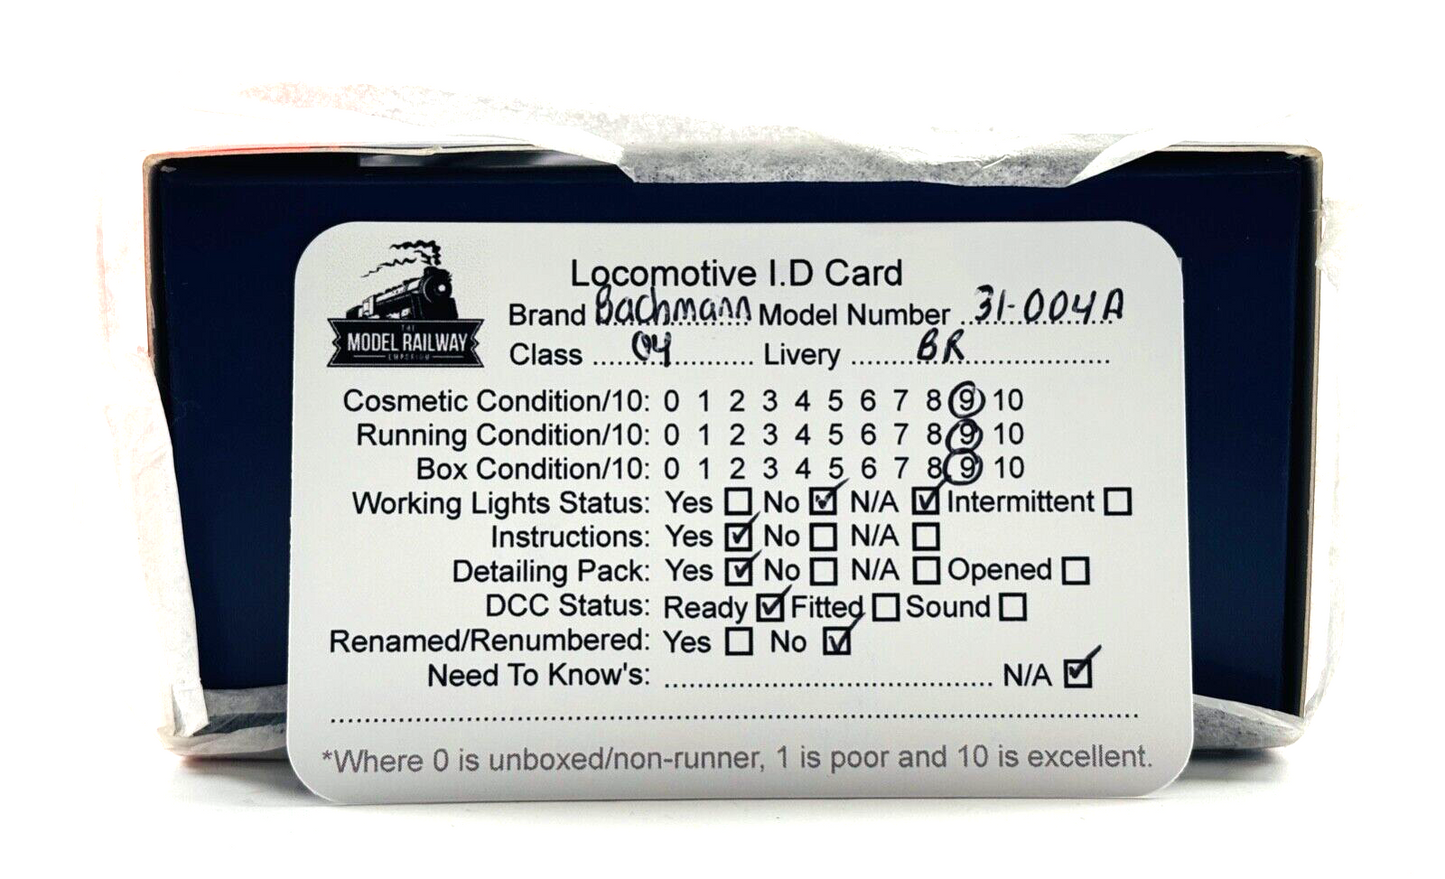 THE
MODEL RAILWAY
EMPORIUM
Locomotive I.D Card
Brand Bachmann Model Number 31-004A
Class 04 Livery BR
Cosmetic Condition/10: 0 1 2 3 4 5 6 7 8 9 10
Running Condition/10: 0 1 2 3 4 5 6 7 8 9 10
Box Condition/10: 0 1 2 3 4 5 6 7 8 9 10
Working Lights Status: Yes ☐ No ☑ N/A ☑ Intermittent ☐
Instructions: Yes ☑ No ☐ N/A ☐
Detailing Pack: Yes ☑ No ☐ N/A ☐ Opened ☐
DCC Status: Ready ☑ Fitted ☐ Sound ☐
Renamed/Renumbered: Yes ☐ No ☑
Need To Know's: ........................................ N/A ☑
*Where 0 is unboxed/non-runner, 1 is poor and 10 is excellent.